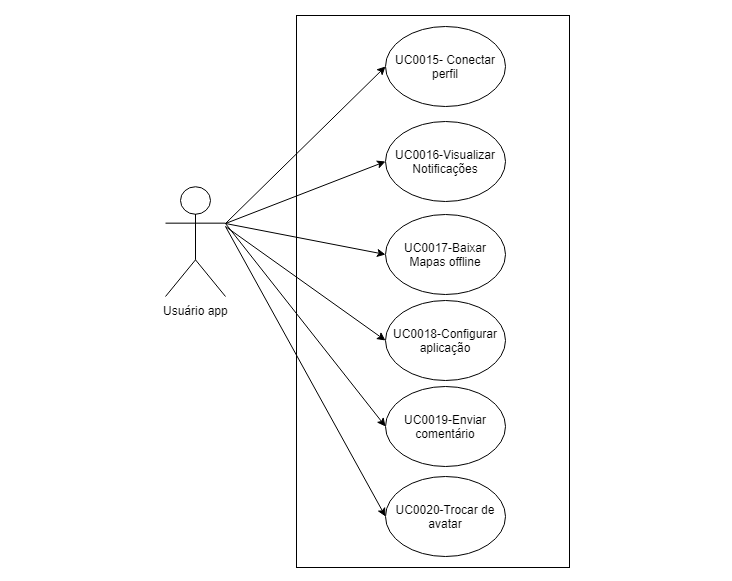 UC0015- Conectar
perfil
UC0016-Visualizar
Notificações
UC0017-Baixar
Mapas offline
Usuário app
UC0018-Configurar
aplicação
UC0019-Enviar
comentário
UC0020-Trocar de
avatar